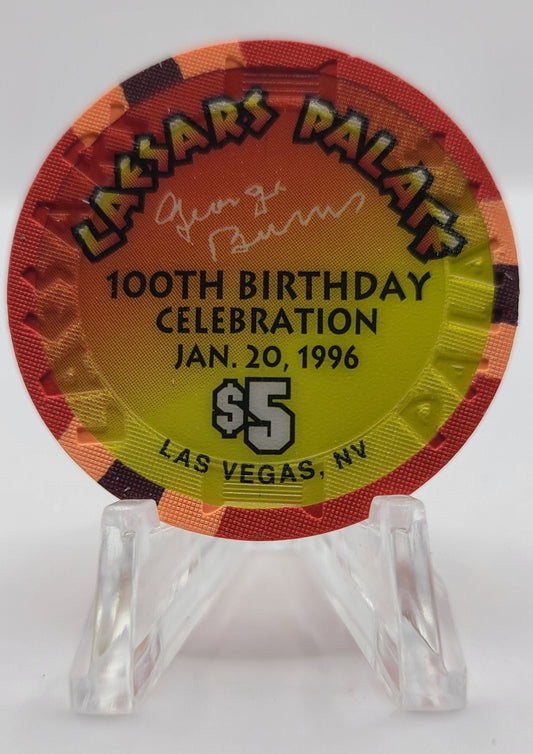 CAESARS PALACE
George
Burns
100TH BIRTHDAY
CELEBRATION
JAN. 20, 1996
$5
LAS VEGAS, NV